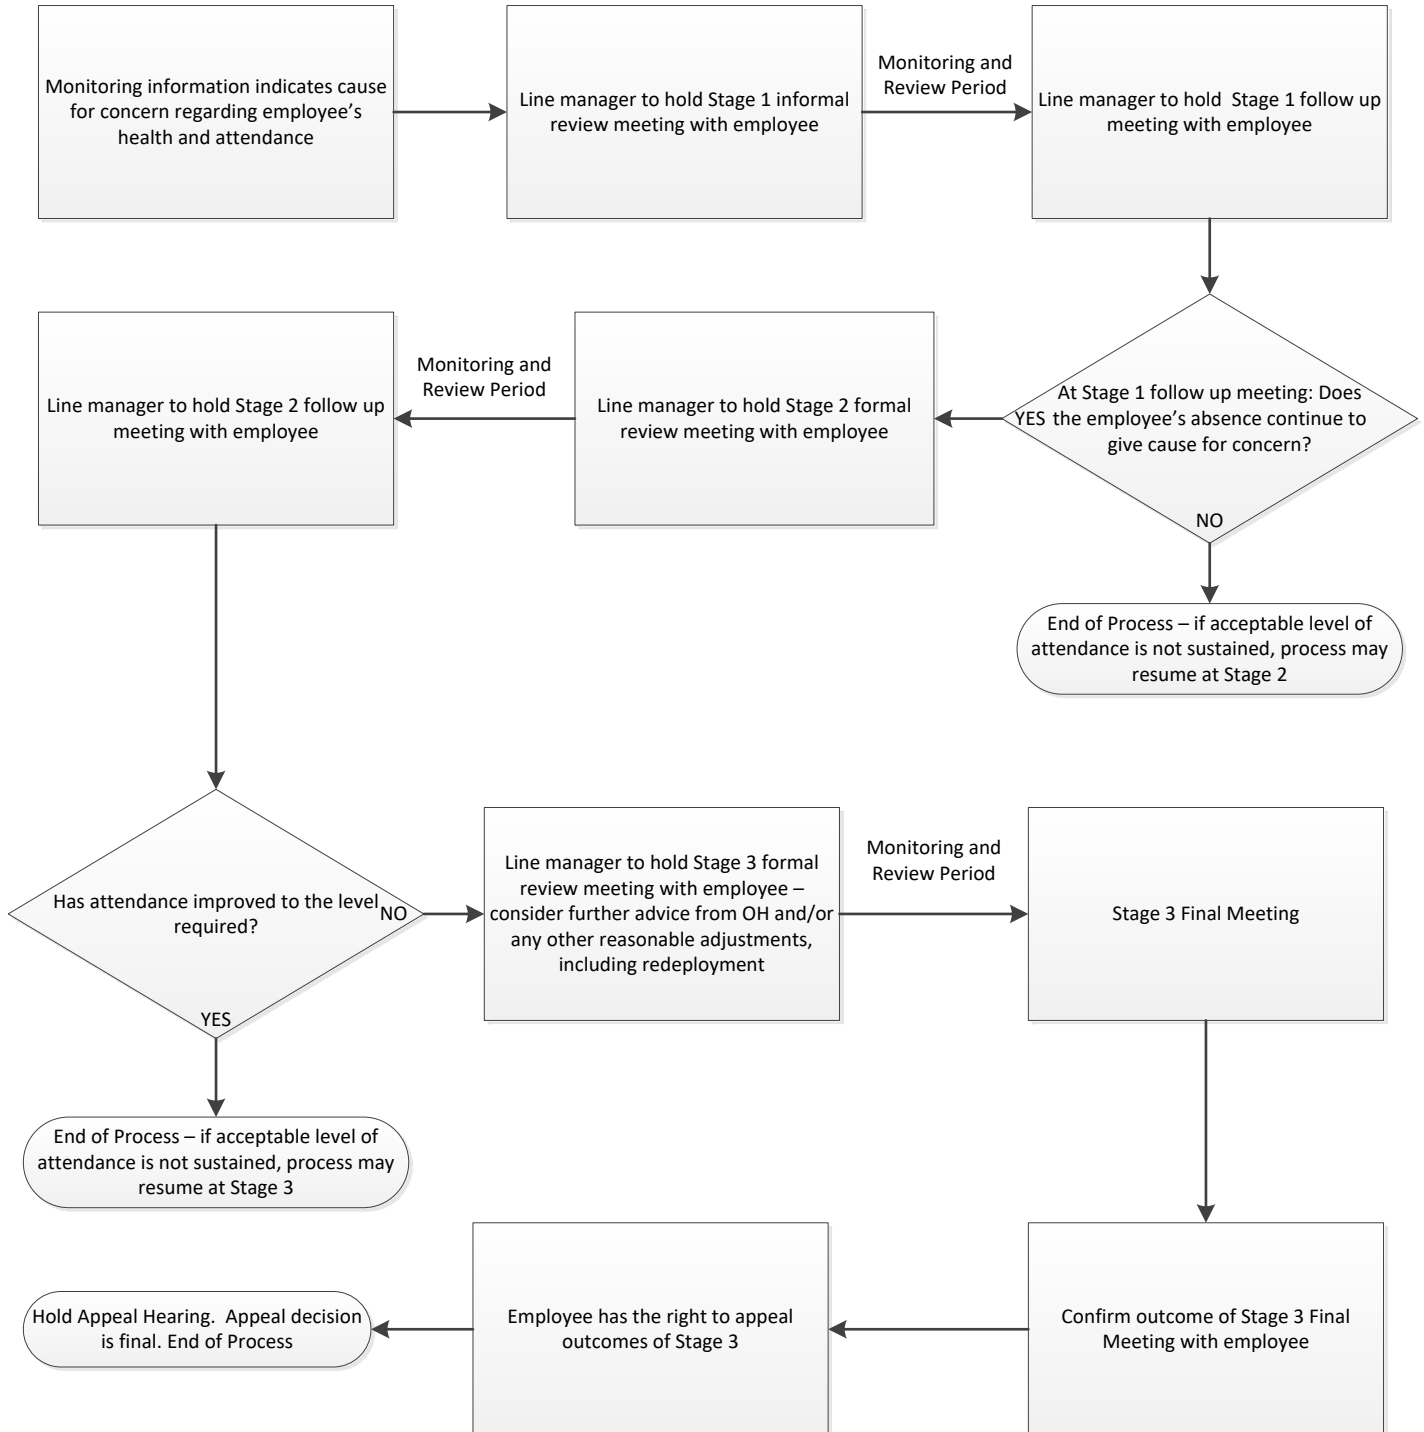 Monitoring information indicates cause
for concern regarding employee’s
health and attendance
Line manager to hold Stage 1 informal
review meeting with employee
Monitoring and
Review Period
Line manager to hold  Stage 1 follow up
meeting with employee
At Stage 1 follow up meeting: Does
the employee’s absence continue to
give cause for concern?
YES
NO
Line manager to hold Stage 2 formal
review meeting with employee
Monitoring and
Review Period
Line manager to hold Stage 2 follow up
meeting with employee
End of Process – if acceptable level of
attendance is not sustained, process may
resume at Stage 2
Has attendance improved to the level
required?
NO
YES
Line manager to hold Stage 3 formal
review meeting with employee –
consider further advice from OH and/or
any other reasonable adjustments,
including redeployment
Monitoring and
Review Period
Stage 3 Final Meeting
End of Process – if acceptable level of
attendance is not sustained, process may
resume at Stage 3
Confirm outcome of Stage 3 Final
Meeting with employee
Employee has the right to appeal
outcomes of Stage 3
Hold Appeal Hearing.  Appeal decision
is final. End of Process